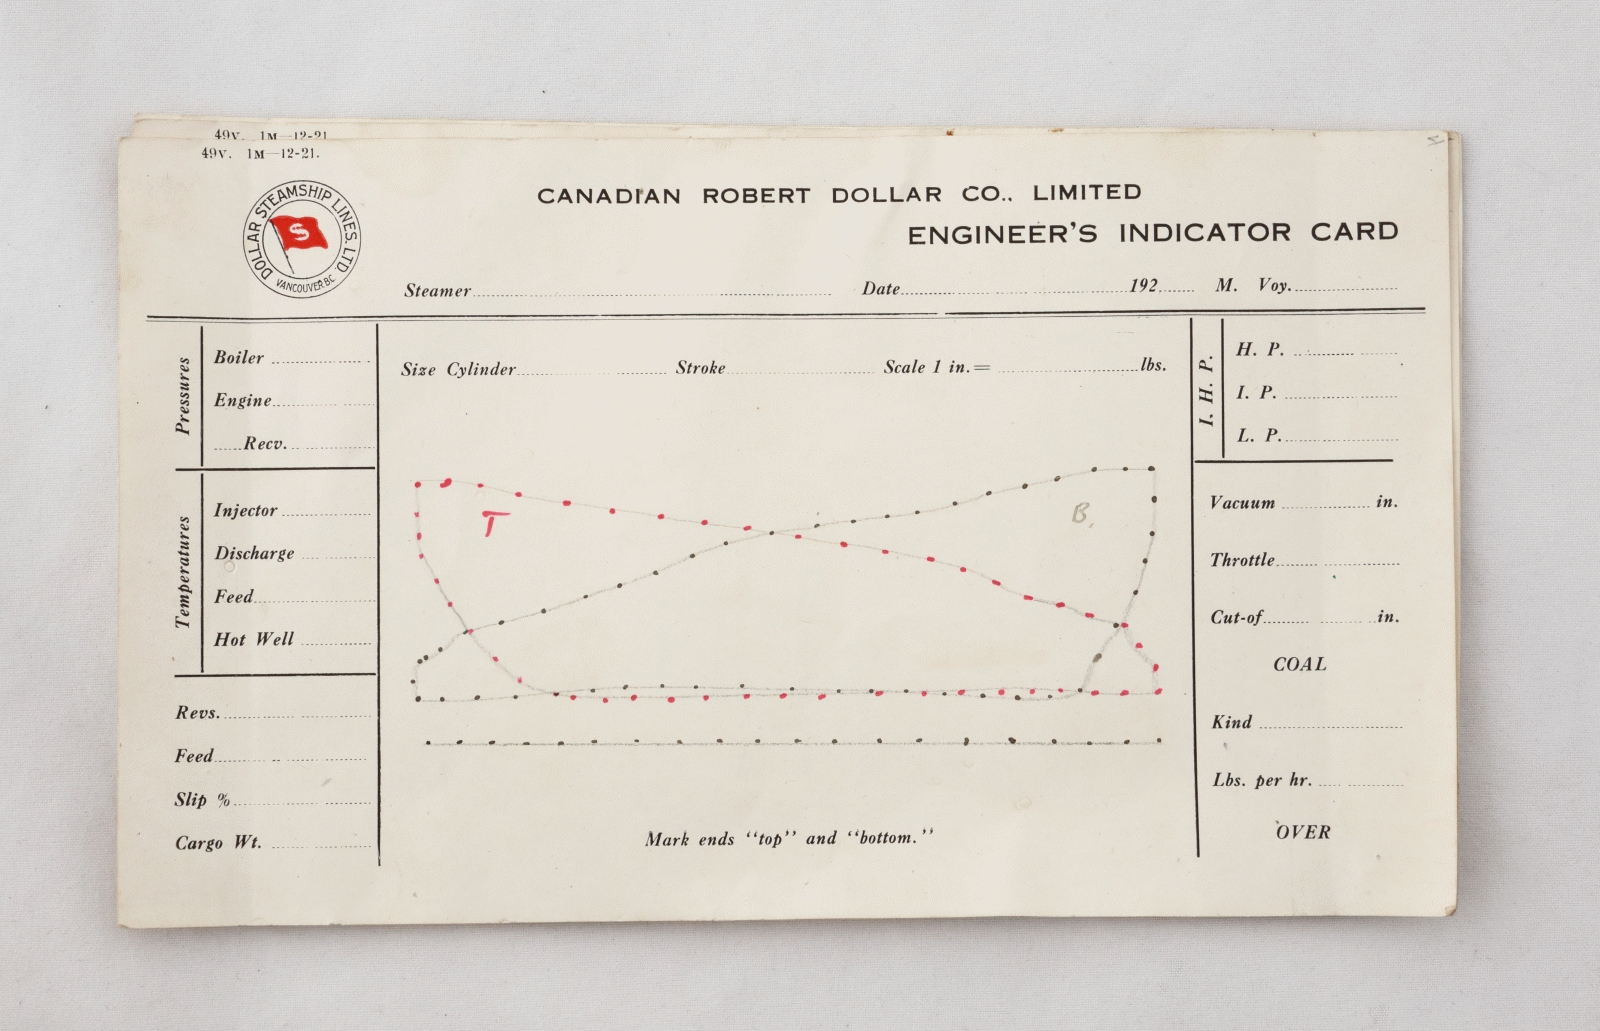 49v. 1M—12-21
49v. 1M—12-21.
DOLLAR STEAMSHIP LINES. LTD.
VANCOUVER BC
S
CANADIAN ROBERT DOLLAR CO., LIMITED
ENGINEER'S INDICATOR CARD
Steamer Date 192 M. Voy.
Pressures
Boiler
Engine
Recv.
Temperatures
Injector
Discharge
Feed
Hot Well
Revs.
Feed
Slip %
Cargo Wt.
Size Cylinder Stroke Scale 1 in.= lbs.
T
B.
Mark ends "top" and "bottom."
I. H. P.
H. P.
I. P.
L. P.
Vacuum in.
Throttle
Cut-of in.
COAL
Kind
Lbs. per hr.
OVER